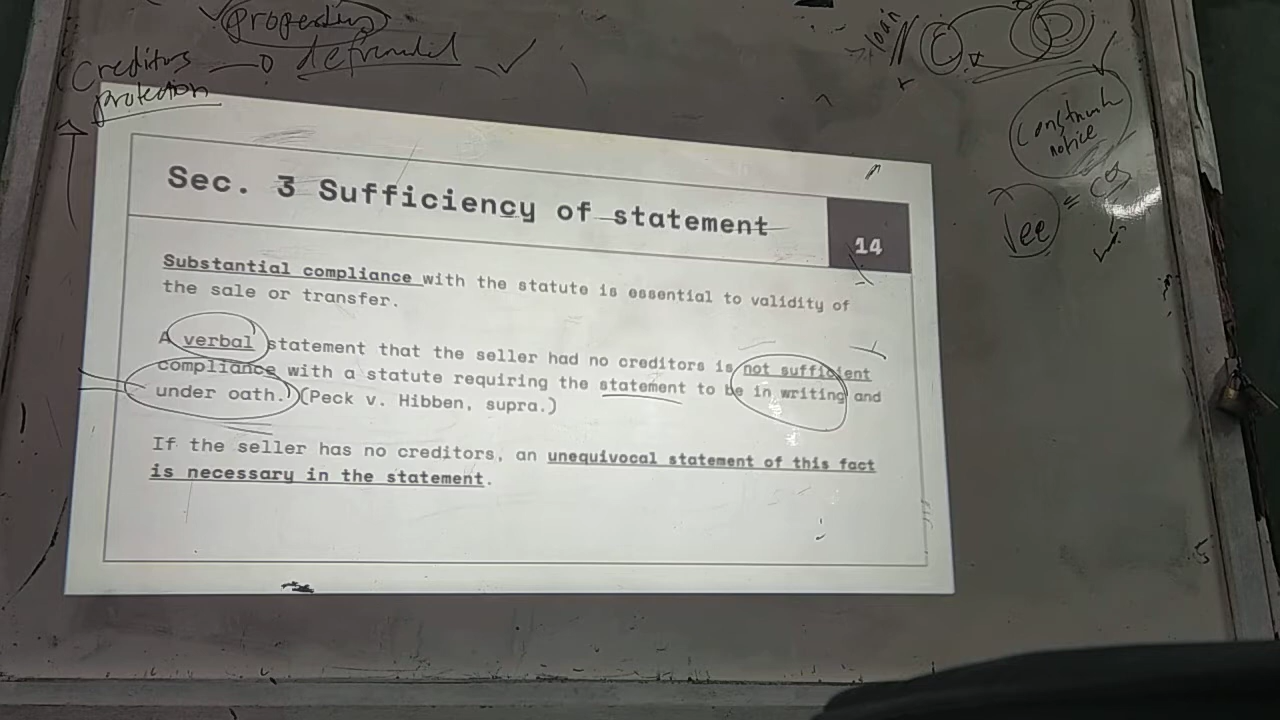 (properties)
Creditors —o defrauded
protection
Sec. 3 Sufficiency of statement
14
Substantial compliance with the statute is essential to validity of
the sale or transfer.
A verbal statement that the seller had no creditors is not sufficient
compliance with a statute requiring the statement to be in writing and
under oath. (Peck v. Hibben, supra.)
If the seller has no creditors, an unequivocal statement of this fact
is necessary in the statement.
loan
notice